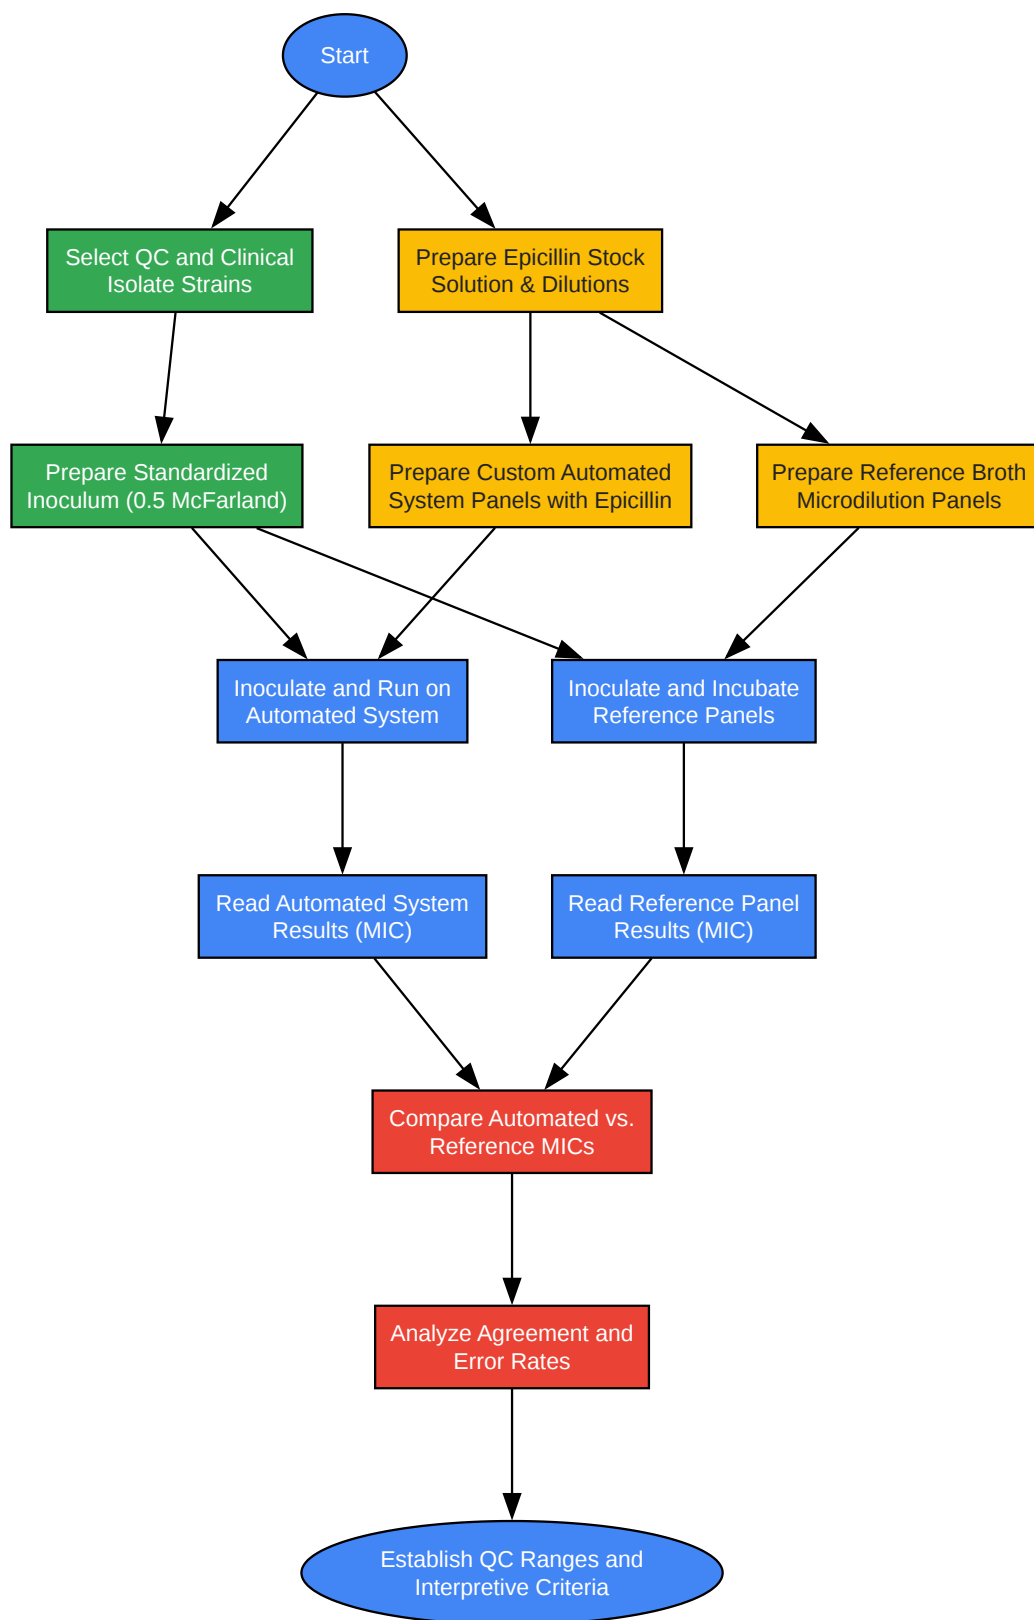 Start
Select QC and Clinical
Isolate Strains
Prepare Epicillin Stock
Solution & Dilutions
Prepare Standardized
Inoculum (0.5 McFarland)
Prepare Custom Automated
System Panels with Epicillin
Prepare Reference Broth
Microdilution Panels
Inoculate and Run on
Automated System
Inoculate and Incubate
Reference Panels
Read Automated System
Results (MIC)
Read Reference Panel
Results (MIC)
Compare Automated vs.
Reference MICs
Analyze Agreement and
Error Rates
Establish QC Ranges and
Interpretive Criteria